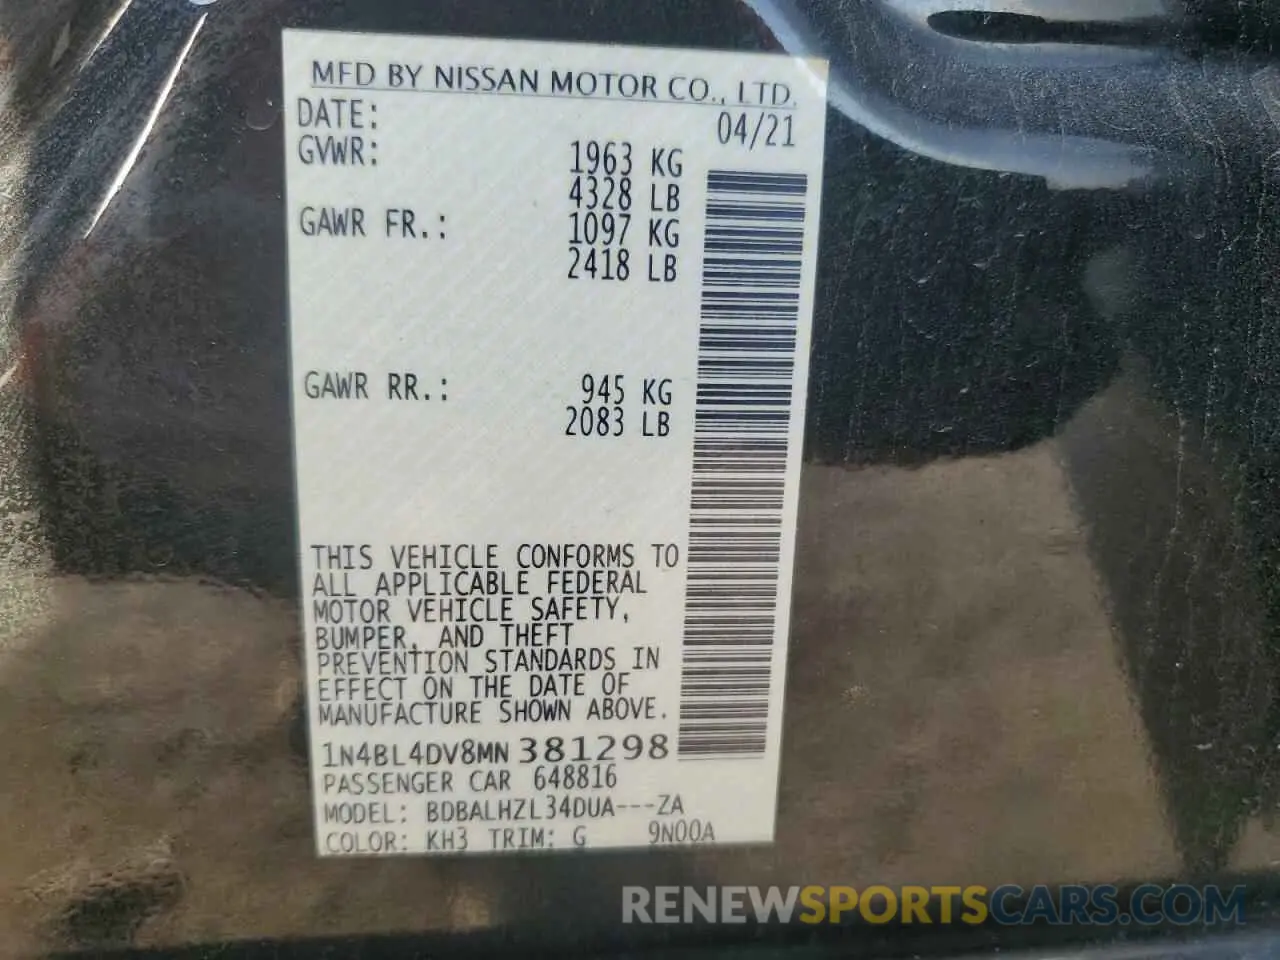 MFD BY NISSAN MOTOR CO., LTD.
DATE: 04/21
GVWR: 1963 KG
4328 LB
GAWR FR.: 1097 KG
2418 LB
GAWR RR.: 945 KG
2083 LB
THIS VEHICLE CONFORMS TO
ALL APPLICABLE FEDERAL
MOTOR VEHICLE SAFETY,
BUMPER, AND THEFT
PREVENTION STANDARDS IN
EFFECT ON THE DATE OF
MANUFACTURE SHOWN ABOVE.
1N4BL4DV8MN381298
PASSENGER CAR 648816
MODEL: BDBALHZL34DUA---ZA
COLOR: KH3 TRIM: G 9N00A
RENEWSPORTSCARS.COM